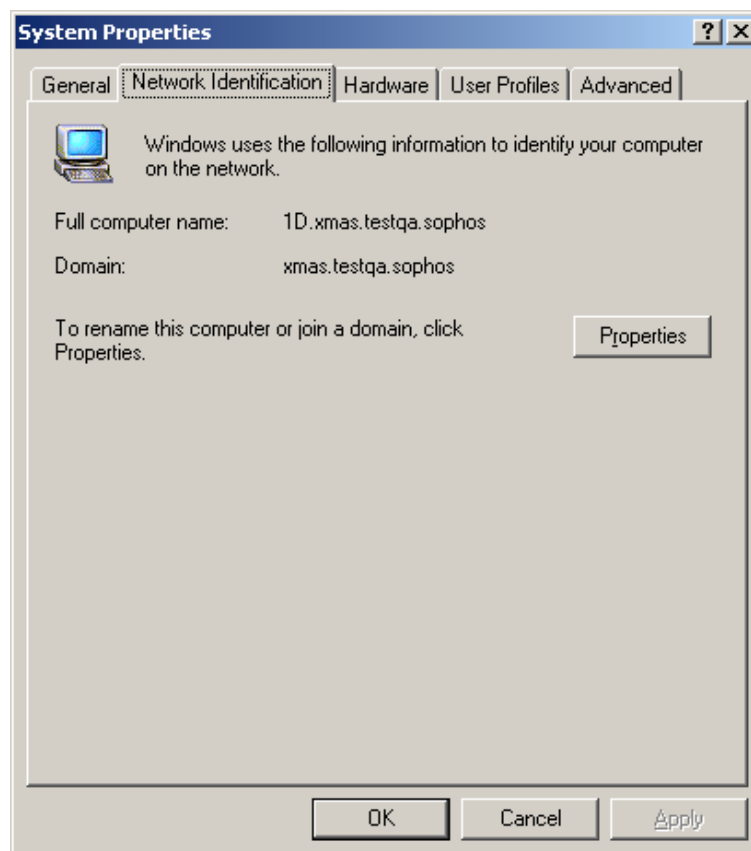 System Properties
General Network Identification Hardware User Profiles Advanced
Windows uses the following information to identify your computer
on the network.
Full computer name: 1D.xmas.testqa.sophos
Domain: xmas.testqa.sophos
To rename this computer or join a domain, click
Properties.
Properties
OK Cancel Apply